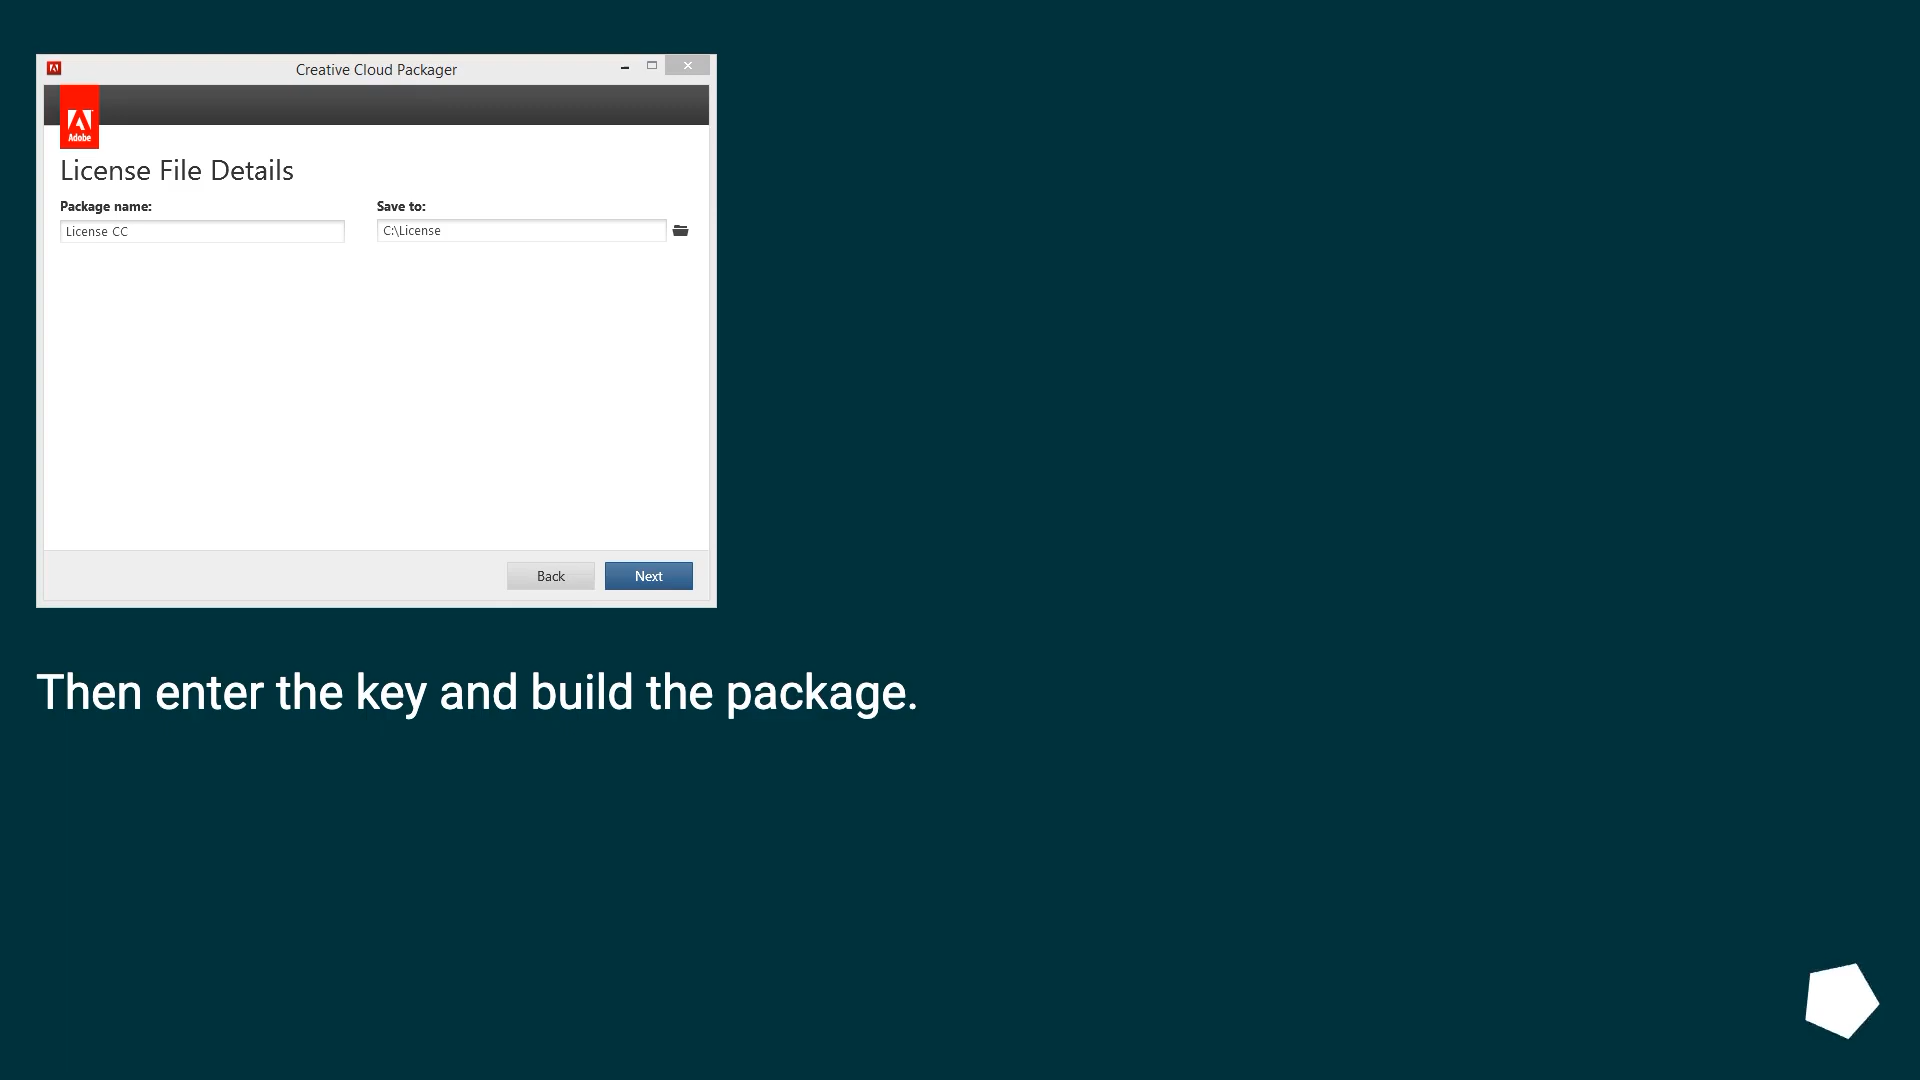 Creative Cloud Packager
Adobe
License File Details
Package name:
Save to:
License CC
C:\License
Back
Next
Then enter the key and build the package.